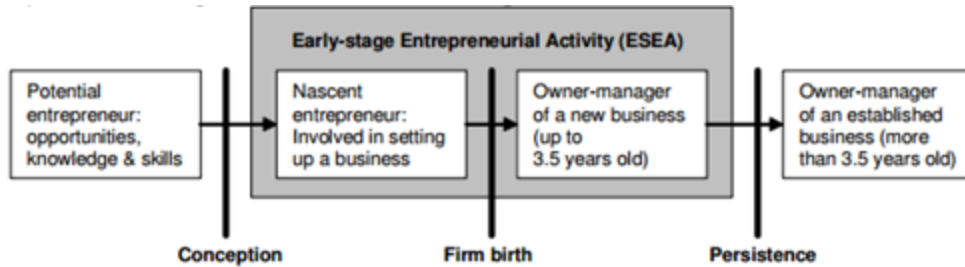 Early-stage Entrepreneurial Activity (ESEA)
Potential
entrepreneur:
opportunities,
knowledge & skills
Nascent
entrepreneur:
Involved in setting
up a business
Owner-manager
of a new business
(up to
3.5 years old)
Owner-manager
of an established
business (more
than 3.5 years old)
Conception
Firm birth
Persistence